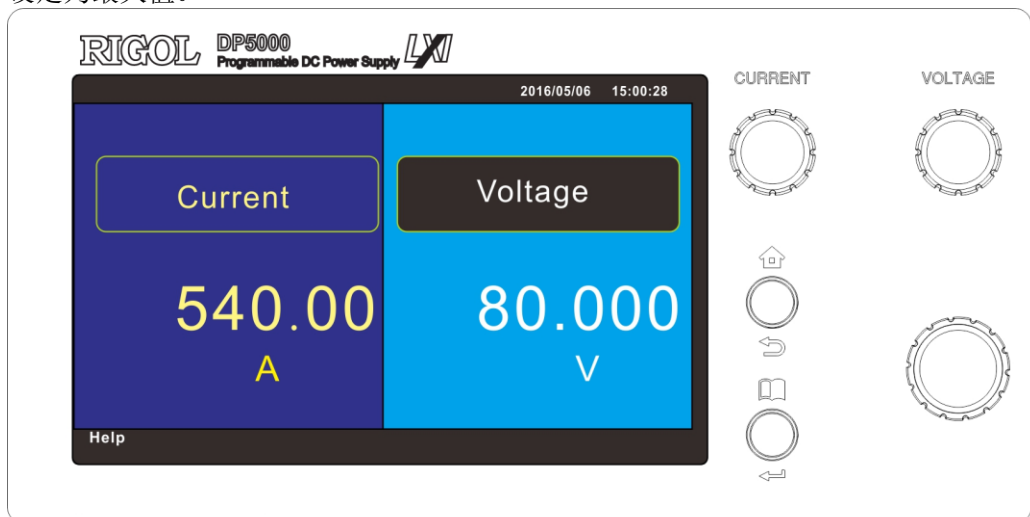 RIGOL DP5000
Programmable DC Power Supply LXI
CURRENT
VOLTAGE
2016/05/06 15:00:28
Current
Voltage
540.00
80.000
A
V
Help